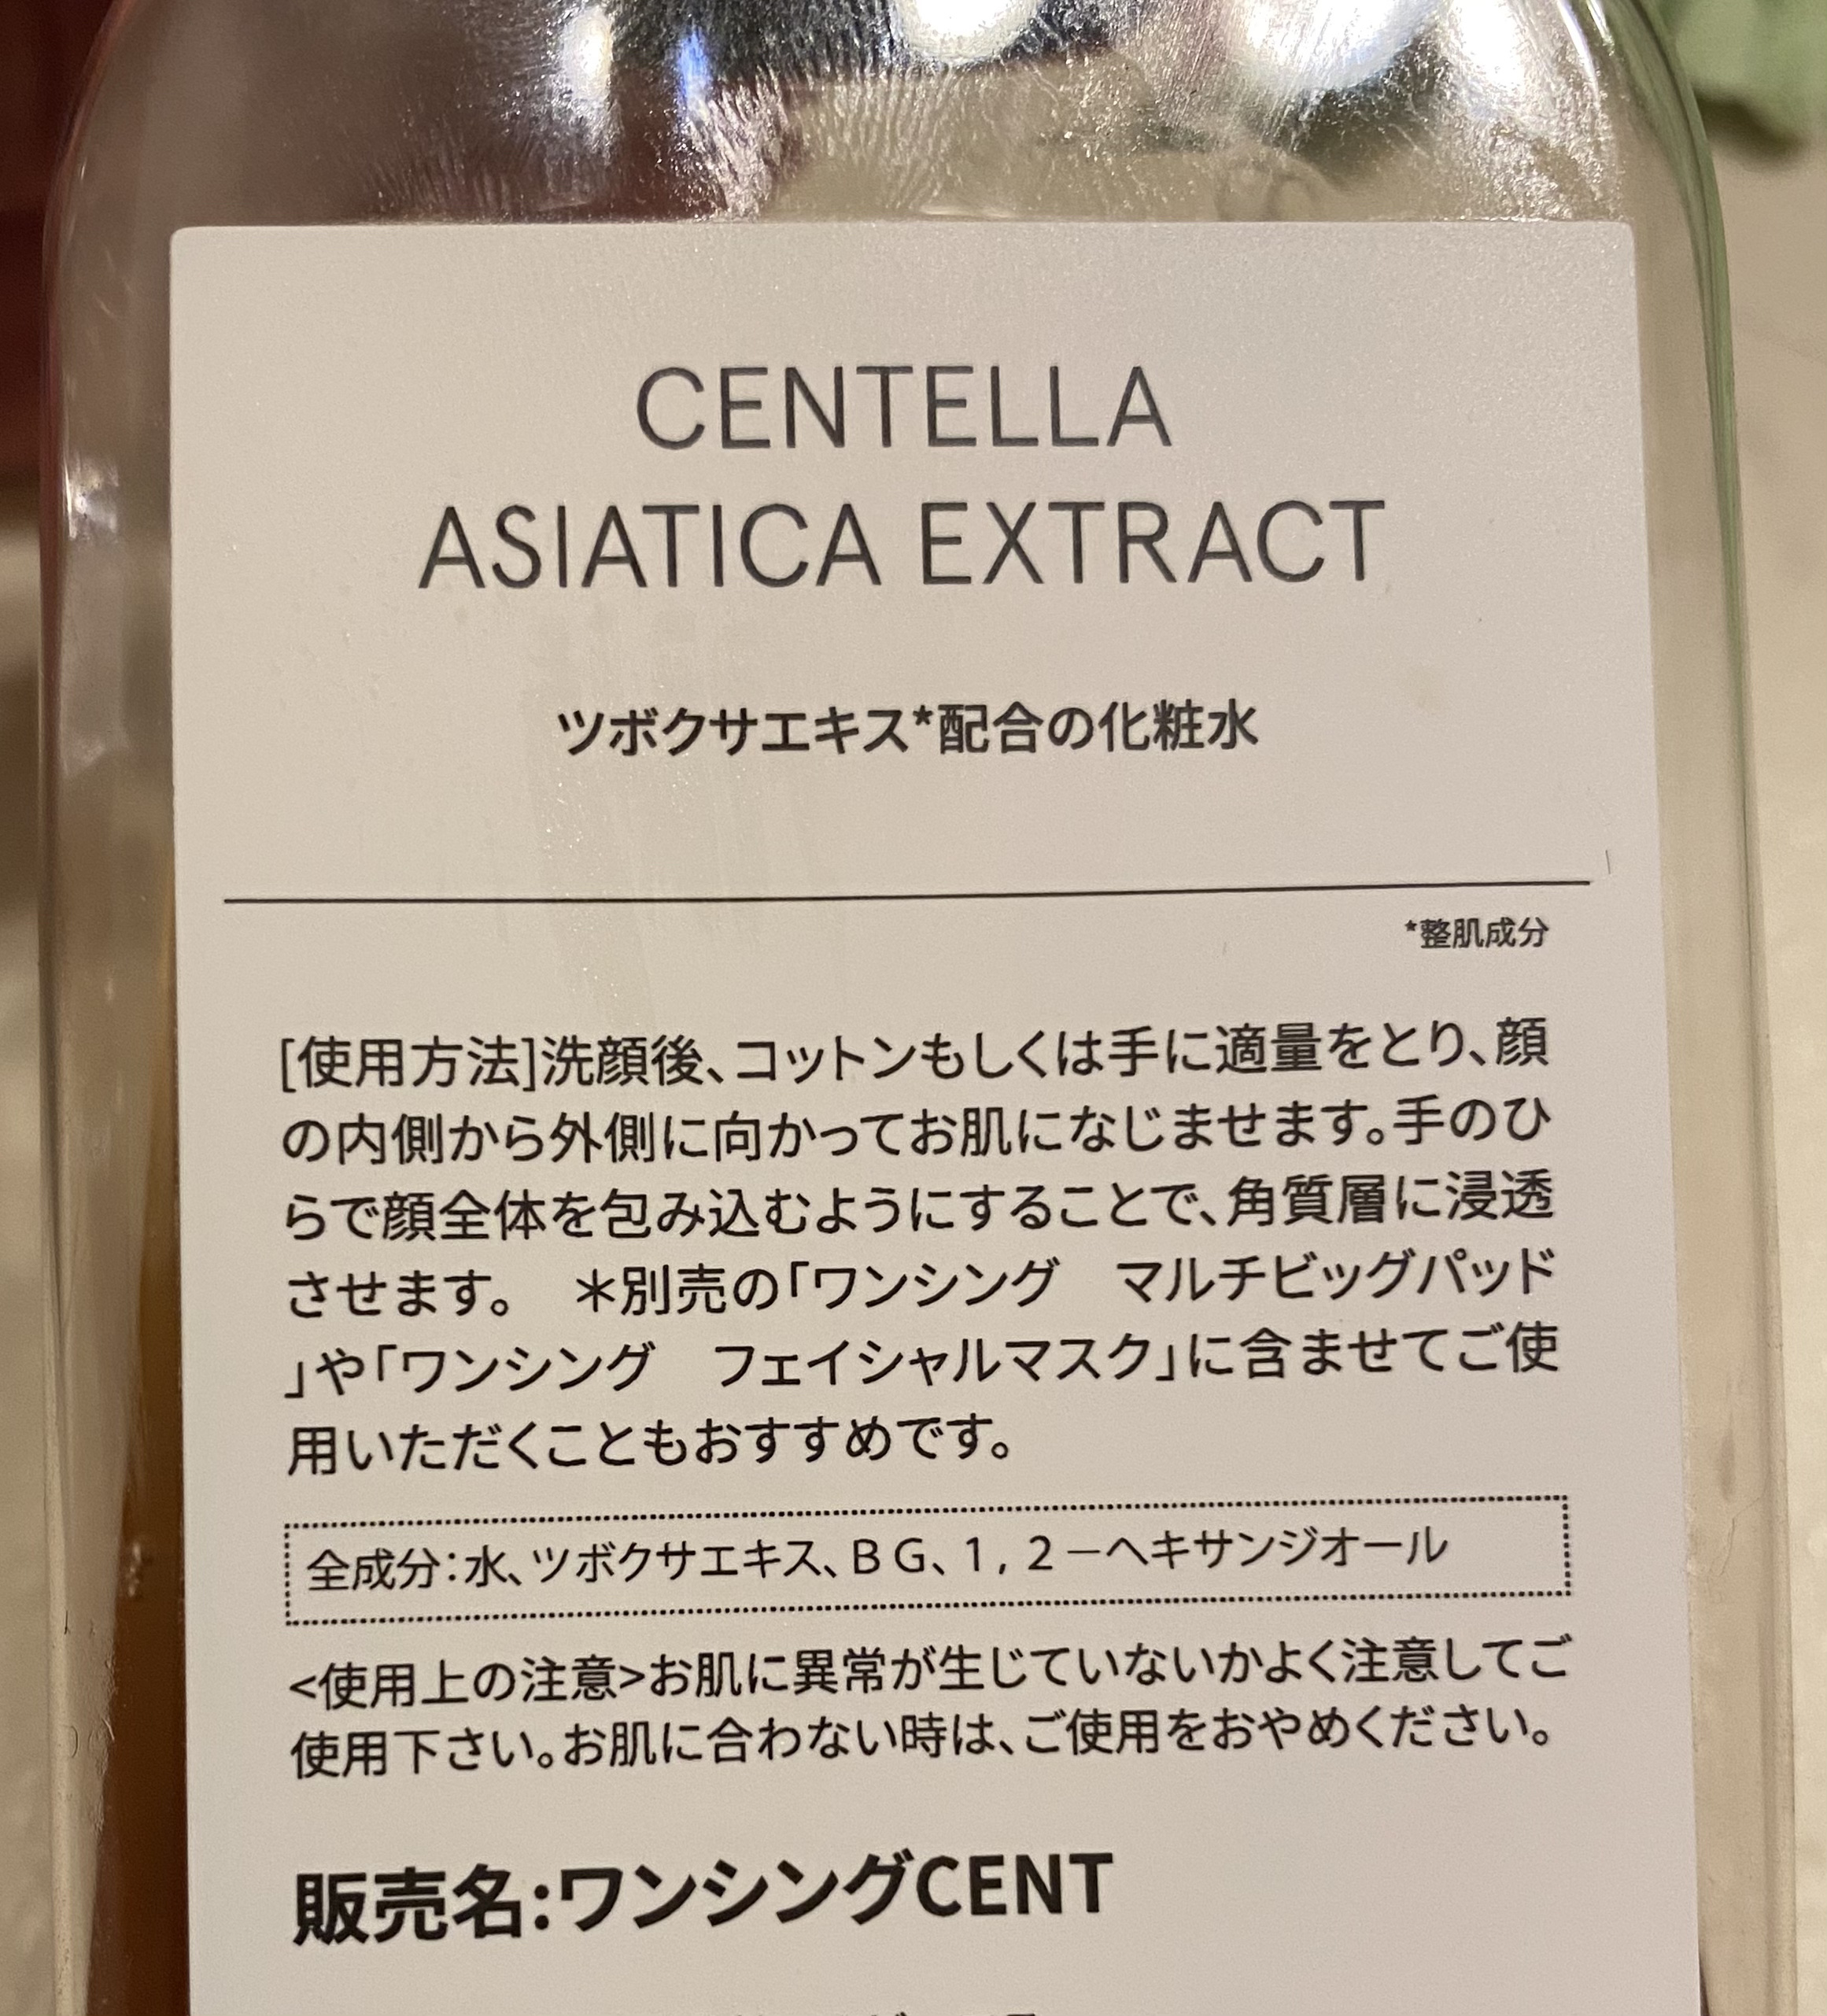 CENTELLA
ASIATICA EXTRACT
ツボクサエキス*配合の化粧水
*整肌成分
[使用方法]洗顔後、コットンもしくは手に適量をとり、顔
の内側から外側に向かってお肌になじませます。手のひ
らで顔全体を包み込むようにすることで、角質層に浸透
させます。　＊別売の「ワンシング　マルチビッグパッド
」や「ワンシング　フェイシャルマスク」に含ませてご使
用いただくこともおすすめです。
全成分：水、ツボクサエキス、ＢＧ、１，２－ヘキサンジオール
<使用上の注意>お肌に異常が生じていないかよく注意してご
使用下さい。お肌に合わない時は、ご使用をおやめください。
販売名:ワンシングCENT